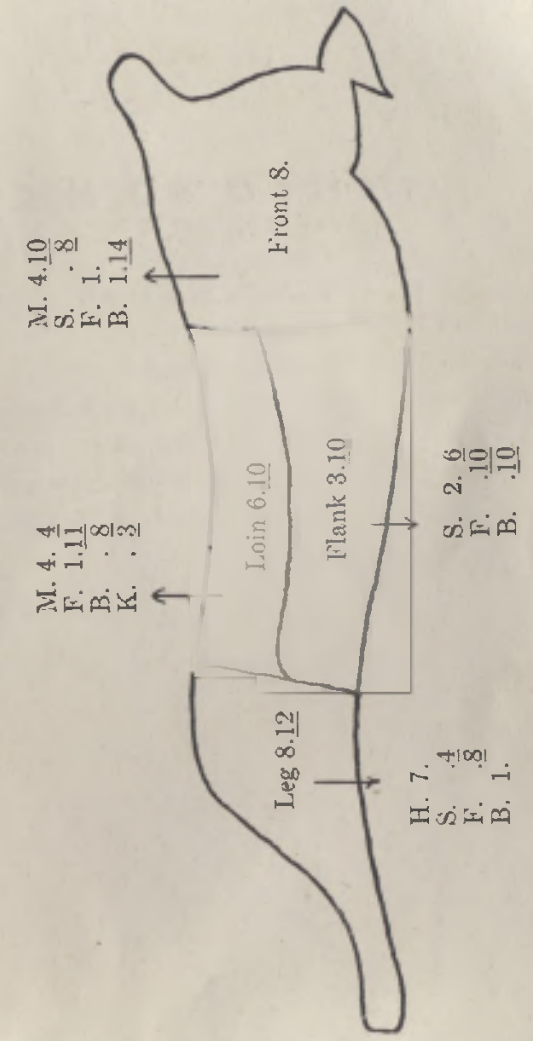 M. 4.10
S. . 8
F. 1.
B. 1.14
Front 8.
M. 4. 4
F. 1.11
B. . 8
K. . 3
Loin 6.10
Flank 3.10
S. 2. 6
F. .10
B. .10
Leg 8.12
H. 7.
S. .4
F. .8
B. 1.